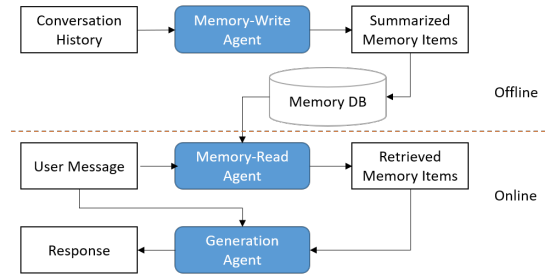 Conversation
History
Memory-Write
Agent
Summarized
Memory Items
Memory DB
Offline
User Message
Memory-Read
Agent
Retrieved
Memory Items
Online
Response
Generation
Agent